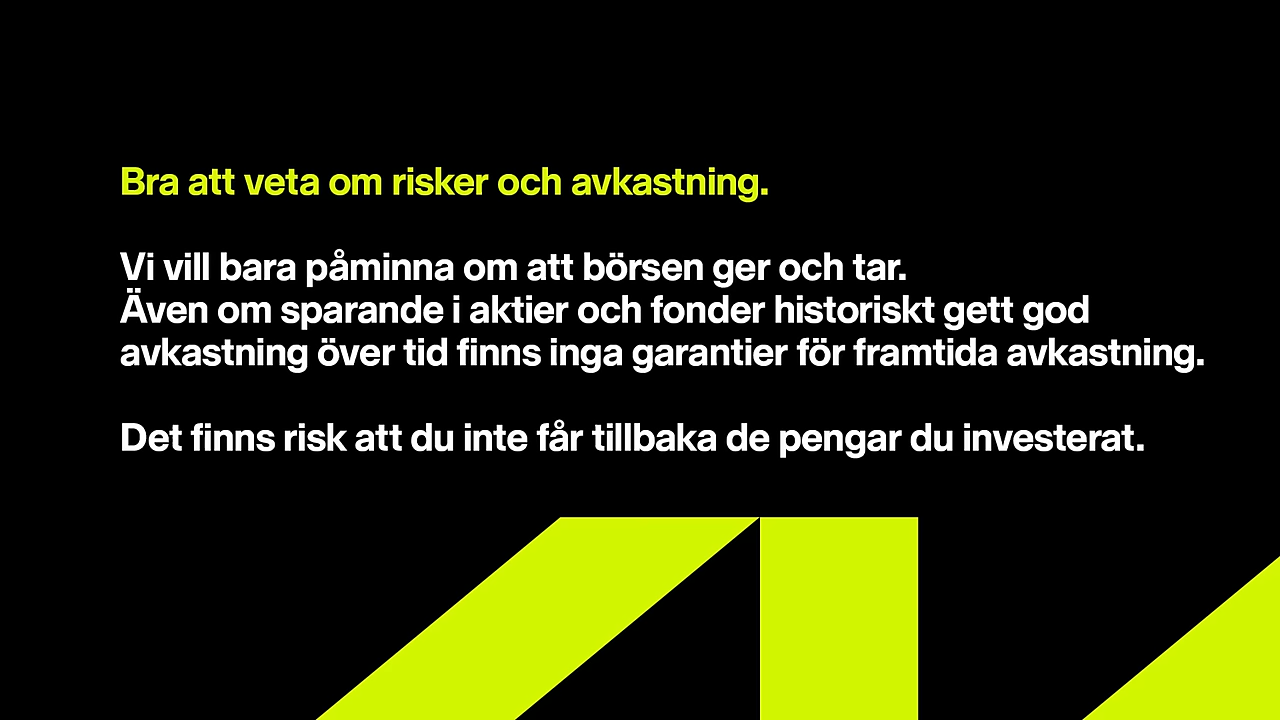 Bra att veta om risker och avkastning.
Vi vill bara påminna om att börsen ger och tar.
Även om sparande i aktier och fonder historiskt gett god
avkastning över tid finns inga garantier för framtida avkastning.
Det finns risk att du inte får tillbaka de pengar du investerat.